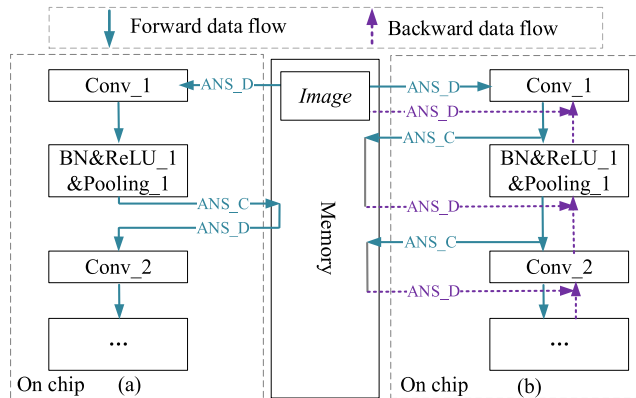 Forward data flow
Backward data flow
Conv_1
ANS_D
Image
ANS_D
Conv_1
ANS_D
ANS_C
BN&ReLU_1
&Pooling_1
BN&ReLU_1
&Pooling_1
ANS_C
ANS_D
ANS_D
Memory
ANS_C
Conv_2
Conv_2
ANS_D
...
...
On chip
(a)
On chip
(b)